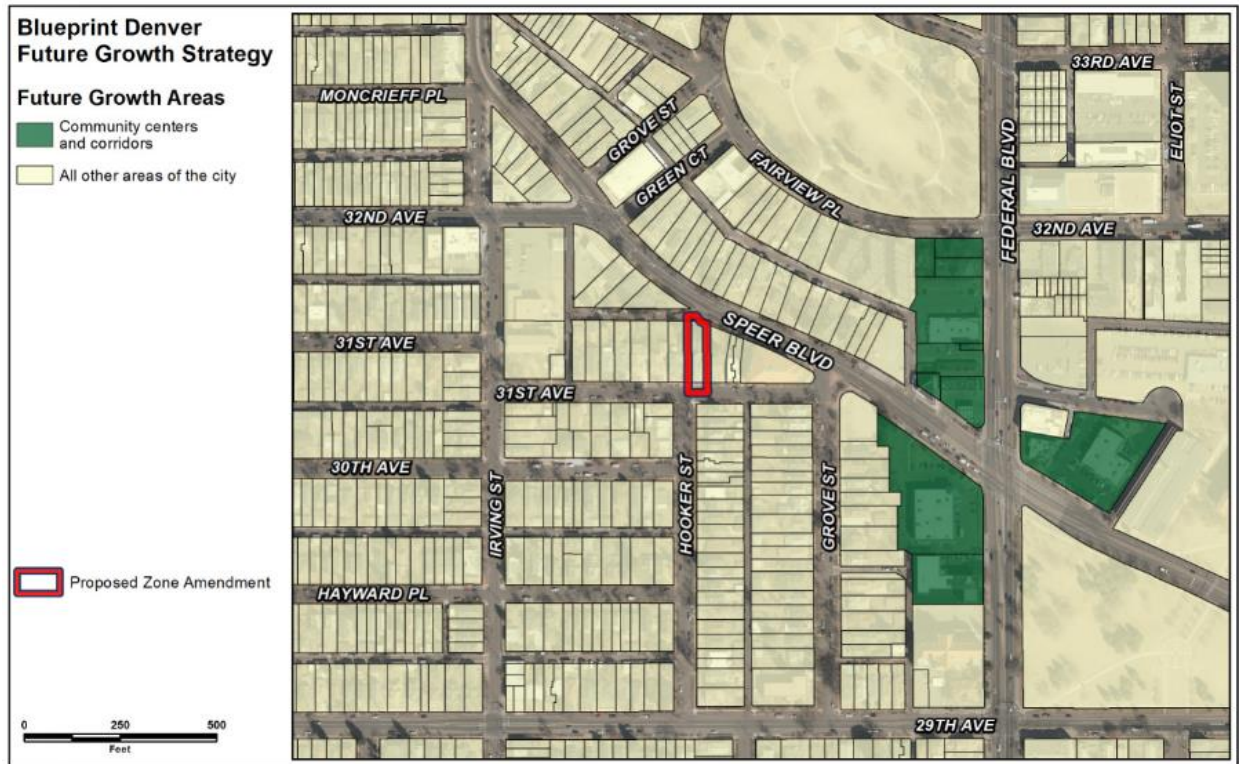 Blueprint Denver
Future Growth Strategy
Future Growth Areas
Community centers
and corridors
All other areas of the city
Proposed Zone Amendment
0 250 500
Feet
33RD AVE
MONCRIEFF PL
GROVE ST
GREEN CT
FAIRVIEW PL
FEDERAL BLVD
ELIOT ST
32ND AVE
32ND AVE
SPEER BLVD
31ST AVE
31ST AVE
30TH AVE
IRVING ST
HOOKER ST
GROVE ST
HAYWARD PL
29TH AVE